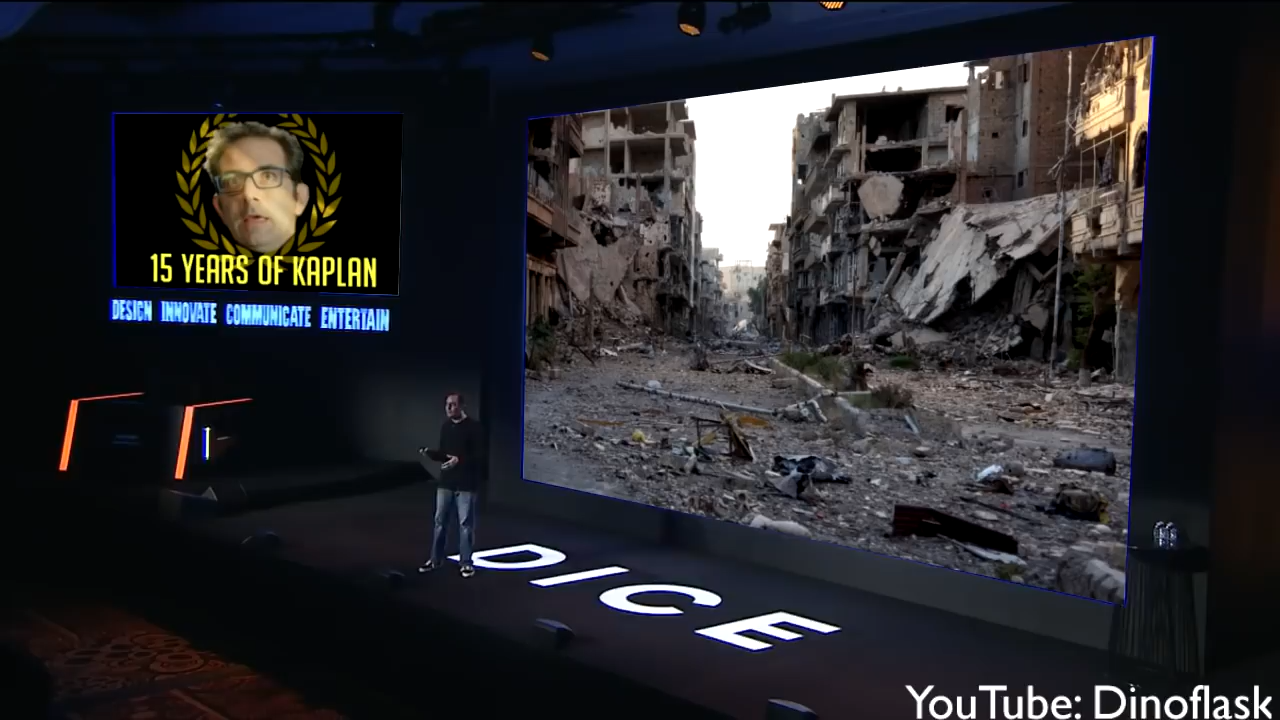 15 YEARS OF KAPLAN
DESIGN INNOVATE COMMUNICATE ENTERTAIN
DICE
YouTube: Dinoflask